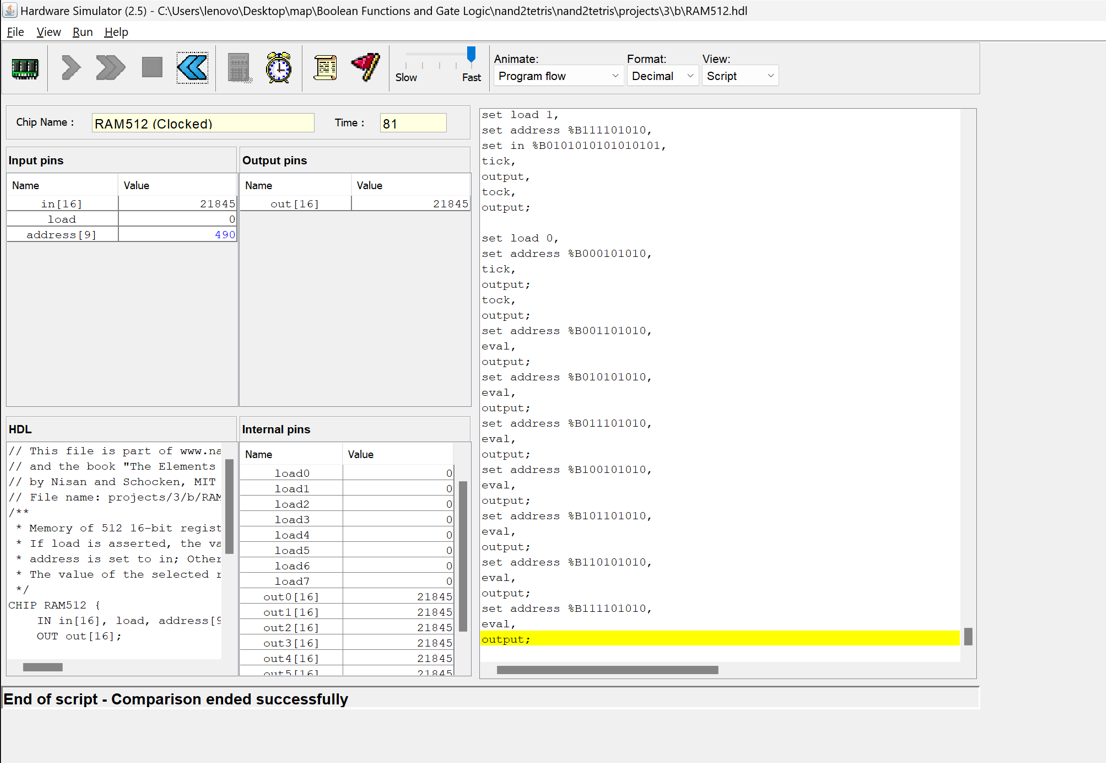 Hardware Simulator (2.5) - C:\Users\lenovo\Desktop\map\Boolean Functions and Gate Logic\nand2tetris\nand2tetris\projects\3\b\RAM512.hdl
File View Run Help
Slow Fast
Animate: Format: View:
Program flow Decimal Script
Chip Name : RAM512 (Clocked) Time : 81
Input pins
Name Value
in[16] 21845
load 0
address[9] 490
Output pins
Name Value
out[16] 21845
HDL
// This file is part of www.na
// and the book "The Elements
// by Nisan and Schocken, MIT
// File name: projects/3/b/RAM
/**
* Memory of 512 16-bit regist
* If load is asserted, the va
* address is set to in; Other
* The value of the selected r
*/
CHIP RAM512 {
IN in[16], load, address[9
OUT out[16];
Internal pins
Name Value
load0 0
load1 0
load2 0
load3 0
load4 0
load5 0
load6 0
load7 0
out0[16] 21845
out1[16] 21845
out2[16] 21845
out3[16] 21845
out4[16] 21845
out5[16] 21845
set load 1,
set address %B111101010,
set in %B0101010101010101,
tick,
output,
tock,
output;
set load 0,
set address %B000101010,
tick,
output;
tock,
output;
set address %B001101010,
eval,
output;
set address %B010101010,
eval,
output;
set address %B011101010,
eval,
output;
set address %B100101010,
eval,
output;
set address %B101101010,
eval,
output;
set address %B110101010,
eval,
output;
set address %B111101010,
eval,
output;
End of script - Comparison ended successfully